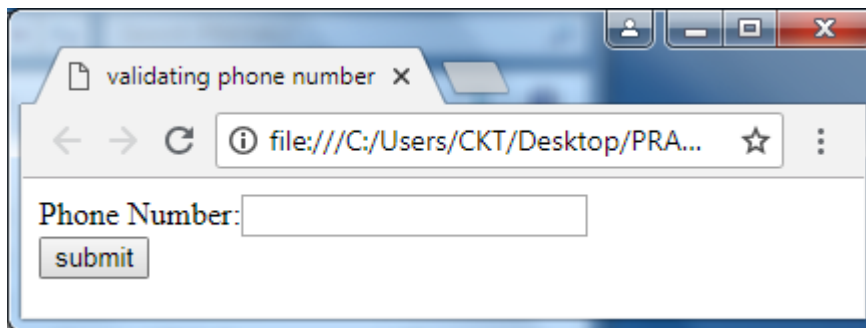 validating phone number
file:///C:/Users/CKT/Desktop/PRA...
Phone Number:
submit